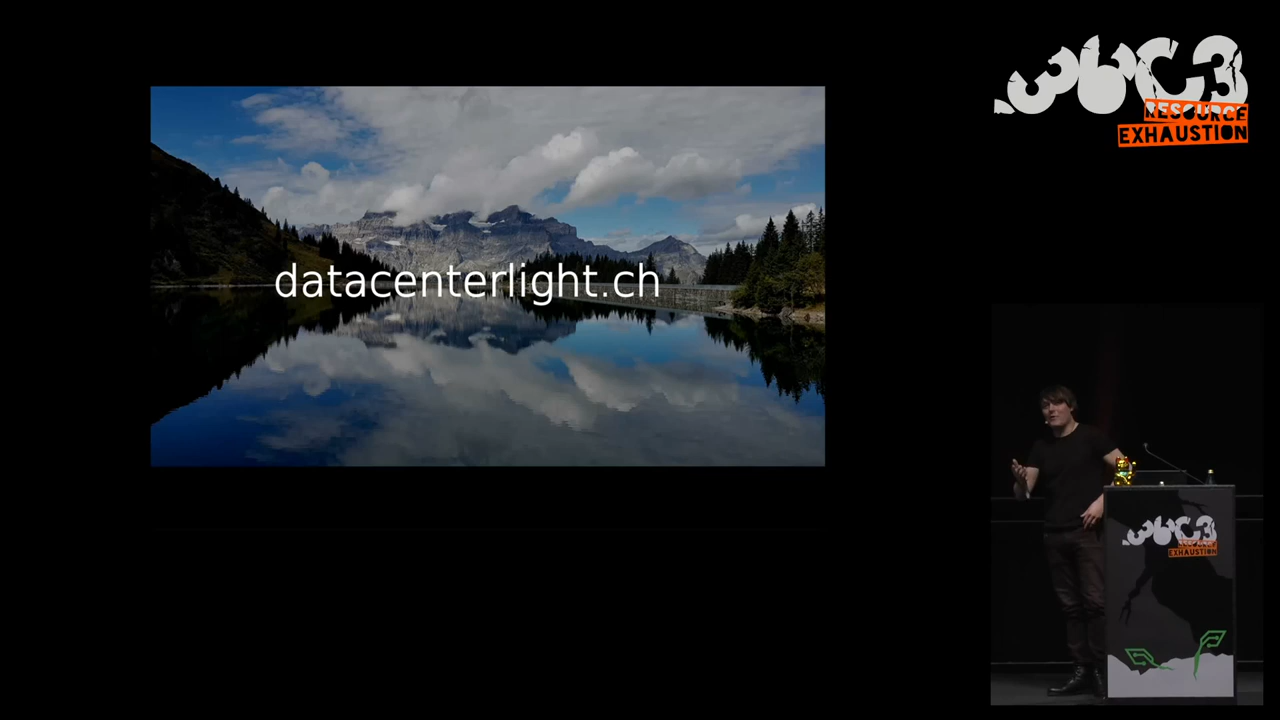 datacenterlight.ch
36C3
RESOURCE
EXHAUSTION
36C3
RESOURCE
EXHAUSTION